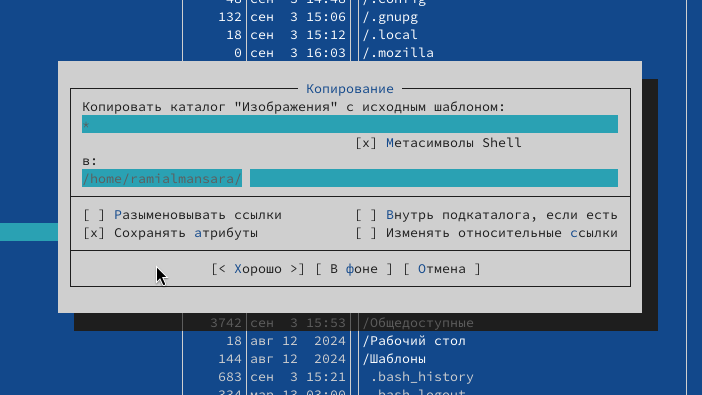 48 сен 3 14:48 /.config
132 сен 3 15:06 /.gnupg
18 сен 3 15:12 /.local
0 сен 3 16:03 /.mozilla
Копирование
Копировать каталог "Изображения" с исходным шаблоном:
*
[x] Метасимволы Shell
в:
/home/ramialmansara/
[ ] Разыменовывать ссылки [ ] Внутрь подкаталога, если есть
[x] Сохранять атрибуты [ ] Изменять относительные ссылки
[< Хорошо >] [ В фоне ] [ Отмена ]
3742 сен 3 15:53 /Общедоступные
18 авг 12 2024 /Рабочий стол
144 авг 12 2024 /Шаблоны
683 сен 3 15:21 .bash_history
334 мар 13 03:00 .bash_logout